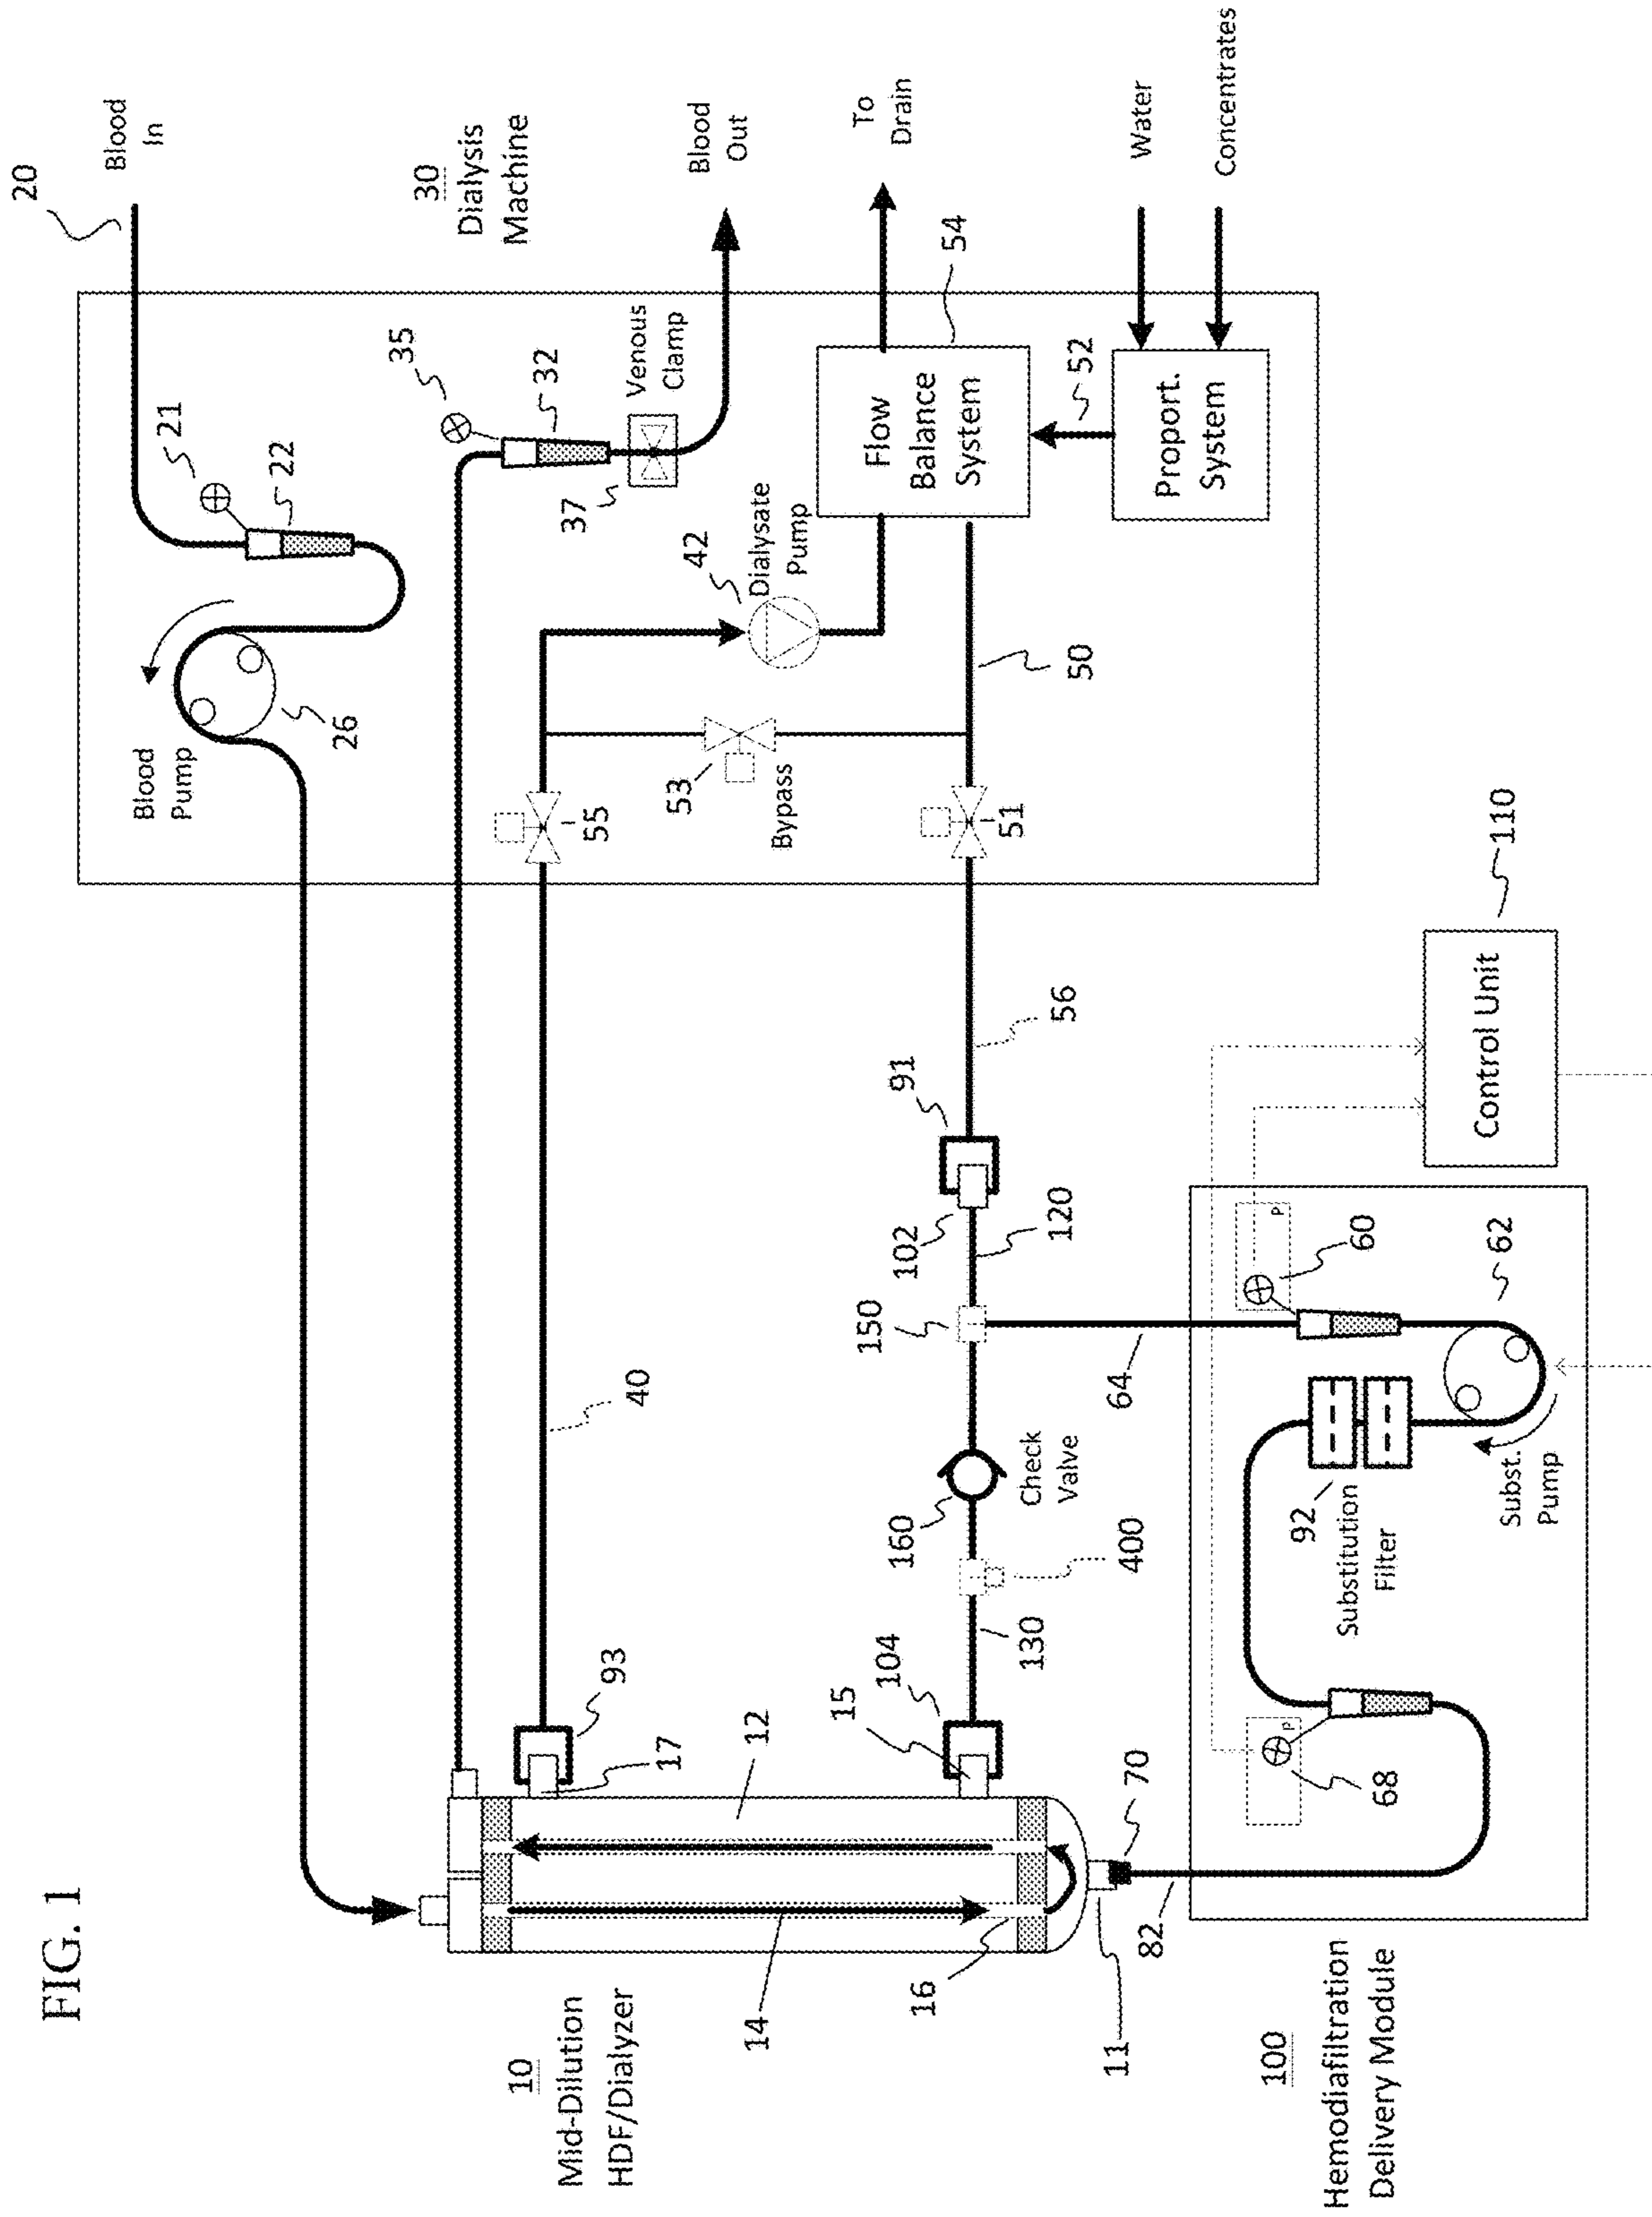 FIG. 1
10
Mid-Dilution
HDF/Dialyzer
14
16
11
12
17
93
15
104
130
400
160
Check
Valve
150
102
120
91
56
40
64
82
70
100
Hemodiafiltration
Delivery Module
68
P
92
Substitution
Filter
Subst.
Pump
62
60
P
Control Unit
110
Blood
Pump
26
21
22
20
Blood
In
30
Dialysis
Machine
35
32
37
Venous
Clamp
Blood
Out
55
53
Bypass
51
42
Dialysate
Pump
50
Flow
Balance
System
54
To
Drain
52
Proport.
System
Water
Concentrates